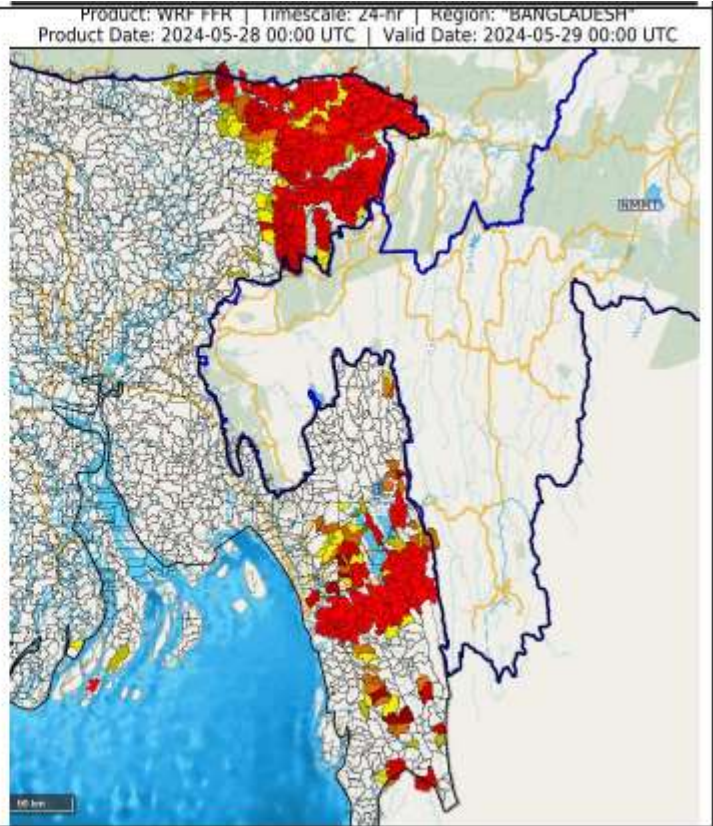 Product: WRF FFR | Timescale: 24-hr | Region: "BANGLADESH"
Product Date: 2024-05-28 00:00 UTC | Valid Date: 2024-05-29 00:00 UTC